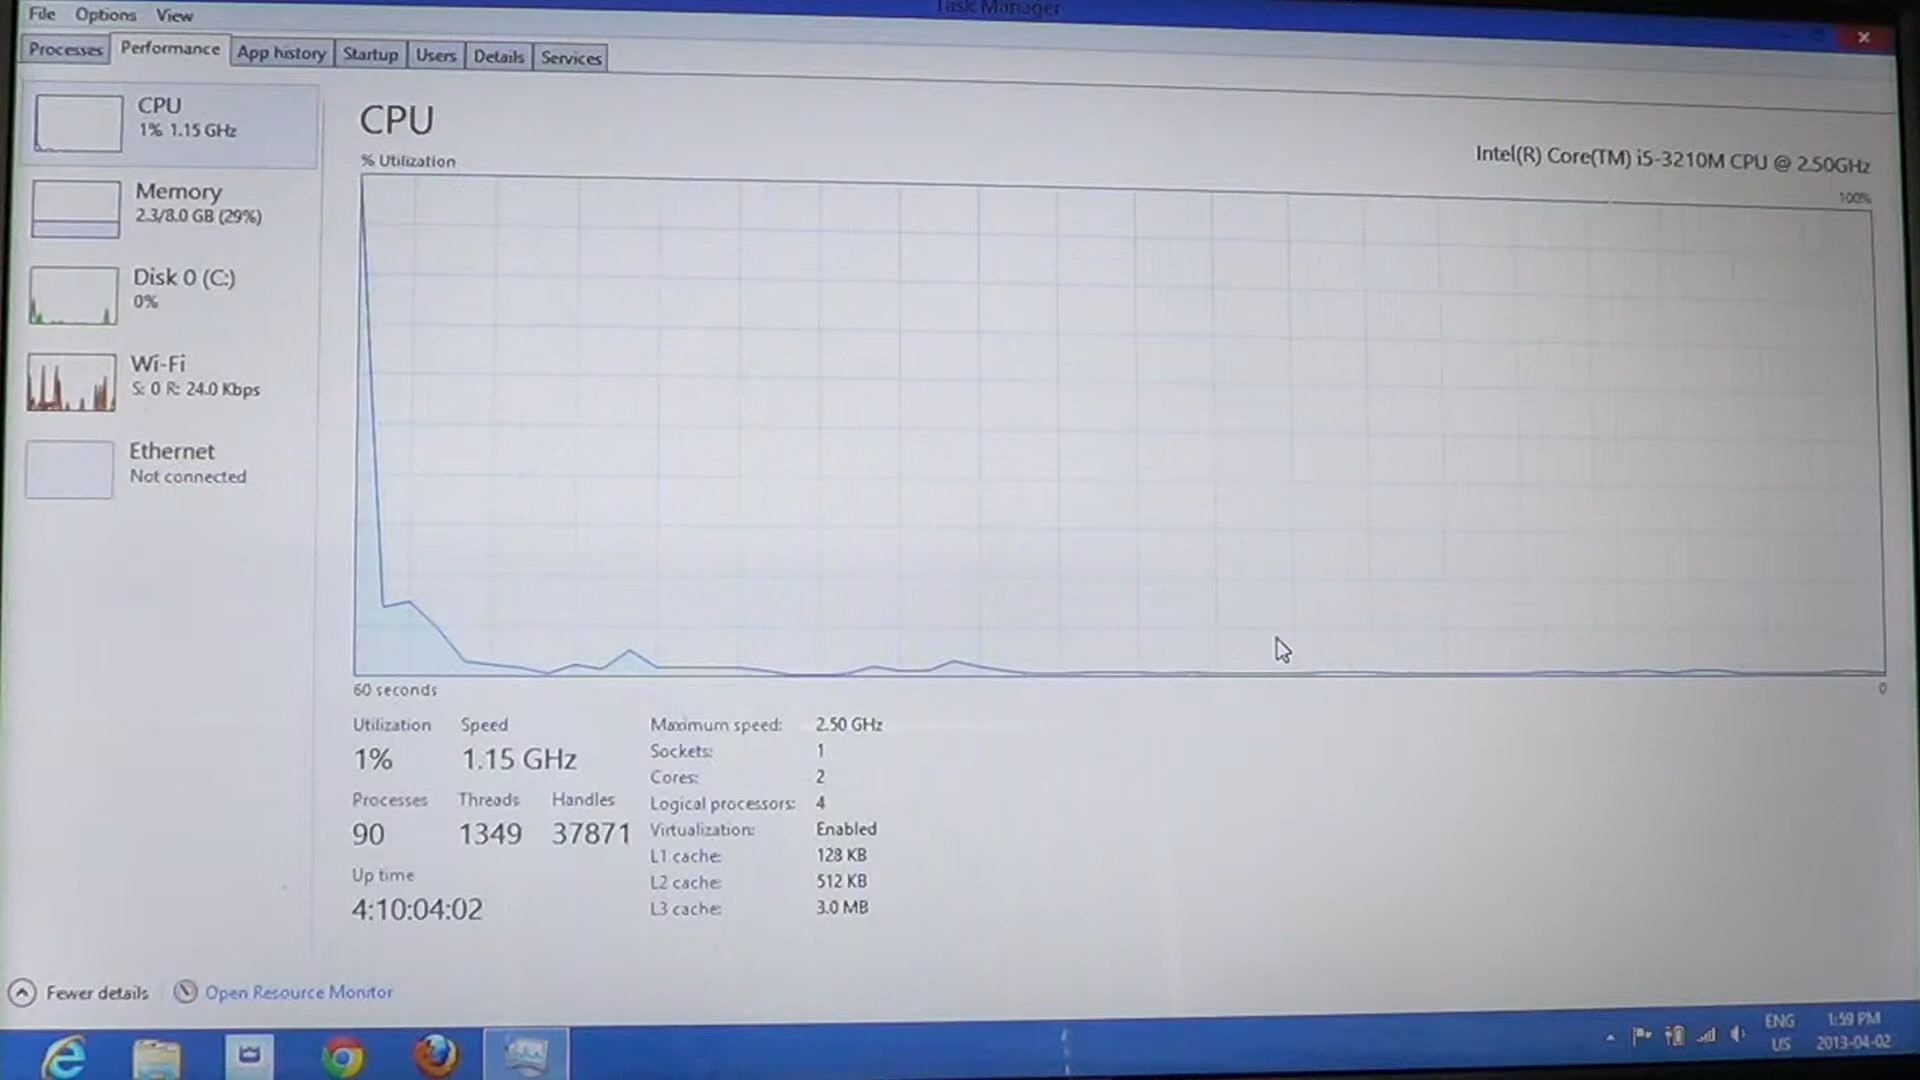 Task Manager
File Options View
Processes Performance App history Startup Users Details Services
CPU
1% 1.15 GHz
Memory
2.3/8.0 GB (29%)
Disk 0 (C:)
0%
Wi-Fi
S: 0 R: 24.0 Kbps
Ethernet
Not connected
CPU
Intel(R) Core(TM) i5-3210M CPU @ 2.50GHz
% Utilization
100%
60 seconds
0
Utilization Speed
1% 1.15 GHz
Processes Threads Handles
90 1349 37871
Up time
4:10:04:02
Maximum speed: 2.50 GHz
Sockets: 1
Cores: 2
Logical processors: 4
Virtualization: Enabled
L1 cache: 128 KB
L2 cache: 512 KB
L3 cache: 3.0 MB
Fewer details Open Resource Monitor
ENG 1:59 PM
US 2013-04-02